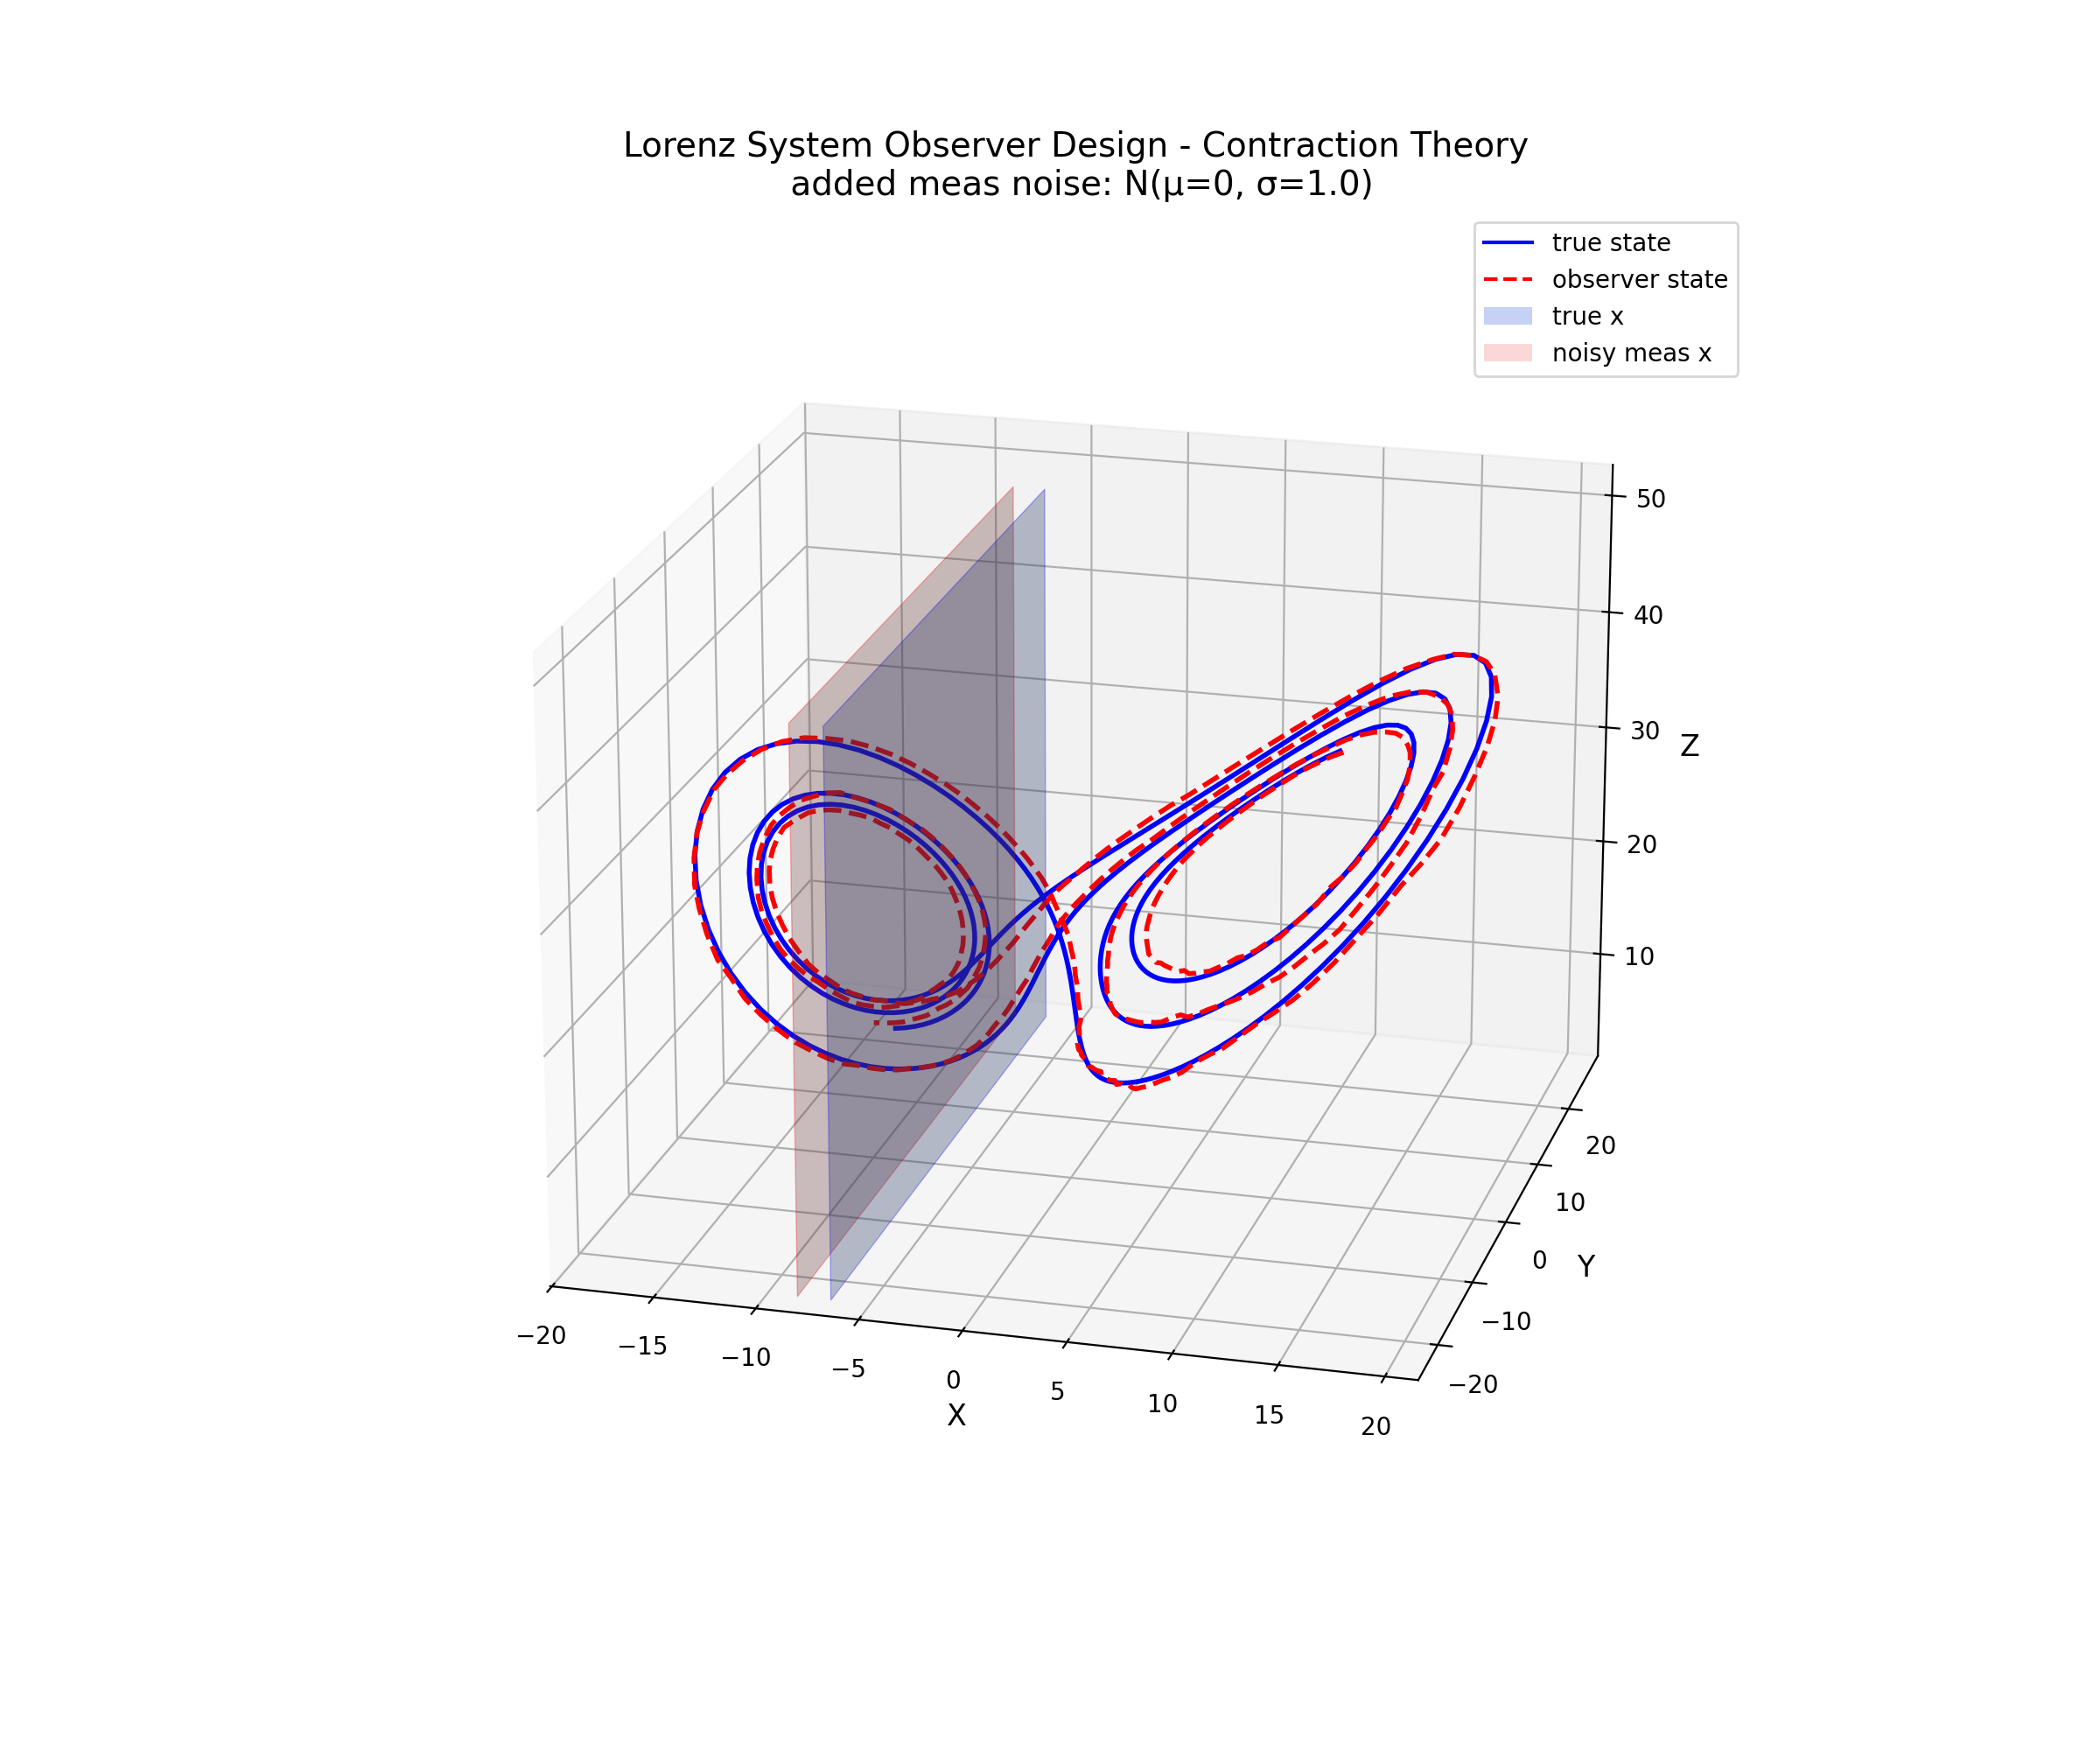 Lorenz System Observer Design - Contraction Theory
added meas noise: N(μ=0, σ=1.0)
true state
observer state
true x
noisy meas x
50
40
30
Z
20
10
20
10
0
Y
−10
−20
−20
−15
−10
−5
0
5
10
15
20
X